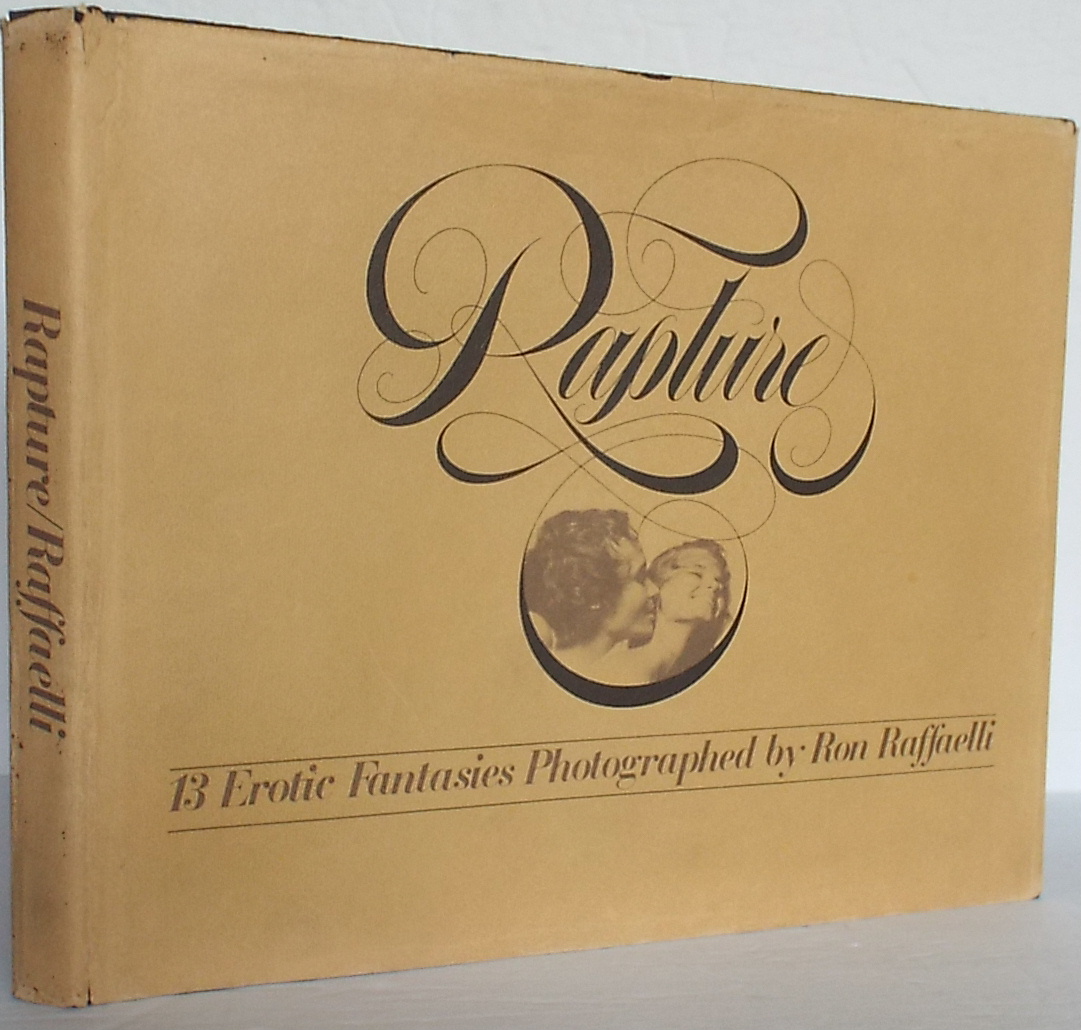 Rapture/Raffaelli
Rapture
13 Erotic Fantasies Photographed by Ron Raffaelli